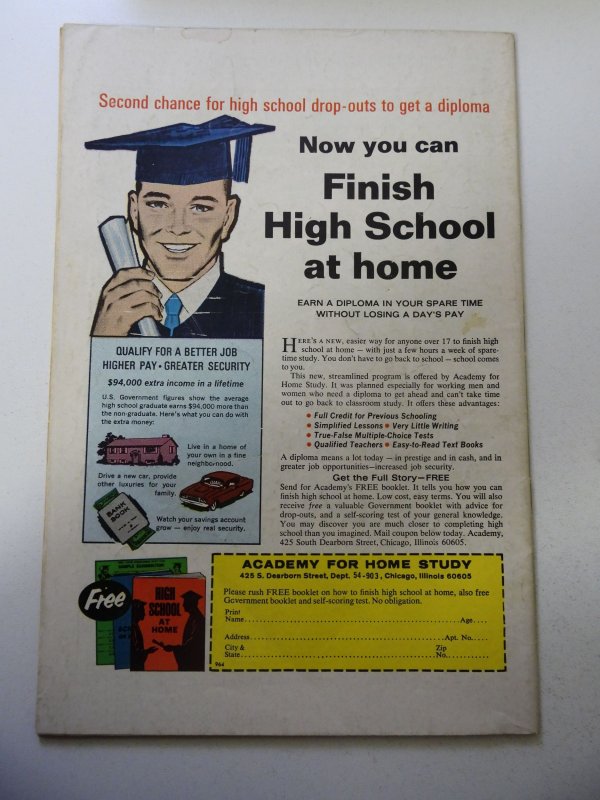 Second chance for high school drop-outs to get a diploma
Now you can
Finish
High School
at home
EARN A DIPLOMA IN YOUR SPARE TIME
WITHOUT LOSING A DAY'S PAY
HERE'S A NEW, easier way for anyone over 17 to finish high
school at home — with just a few hours a week of spare-
time study. You don't have to go back to school — school comes
to you.
This new, streamlined program is offered by Academy for
Home Study. It was planned especially for working men and
women who need a diploma to get ahead and can't take time
out to go back to classroom study. It offers these advantages:
• Full Credit for Previous Schooling
• Simplified Lessons • Very Little Writing
• True-False Multiple-Choice Tests
• Qualified Teachers • Easy-to-Read Text Books
A diploma means a lot today — in prestige and in cash, and in
greater job opportunities—increased job security.
Get the Full Story—FREE
Send for Academy's FREE booklet. It tells you how you can
finish high school at home. Low cost, easy terms. You will also
receive free a valuable Government booklet with advice for
drop-outs, and a self-scoring test of your general knowledge.
You may discover you are much closer to completing high
school than you imagined. Mail coupon below today. Academy,
425 South Dearborn Street, Chicago, Illinois 60605.
QUALIFY FOR A BETTER JOB
HIGHER PAY • GREATER SECURITY
$94,000 extra income in a lifetime
U.S. Government figures show the average
high school graduate earns $94,000 more than
the non-graduate. Here's what you can do with
the extra money:
Live in a home of
your own in a fine
neighborhood.
Drive a new car, provide
other luxuries for your
family.
BANK
BOOK
Watch your savings account
grow — enjoy real security.
Free
HIGH
SCHOOL
AT
HOME
ACADEMY FOR HOME STUDY
425 S. Dearborn Street, Dept. 54-903, Chicago, Illinois 60605
Please rush FREE booklet on how to finish high school at home, also free
Government booklet and self-scoring test. No obligation.
Print
Name Age
Address Apt. No.
City & Zip
State No.
964